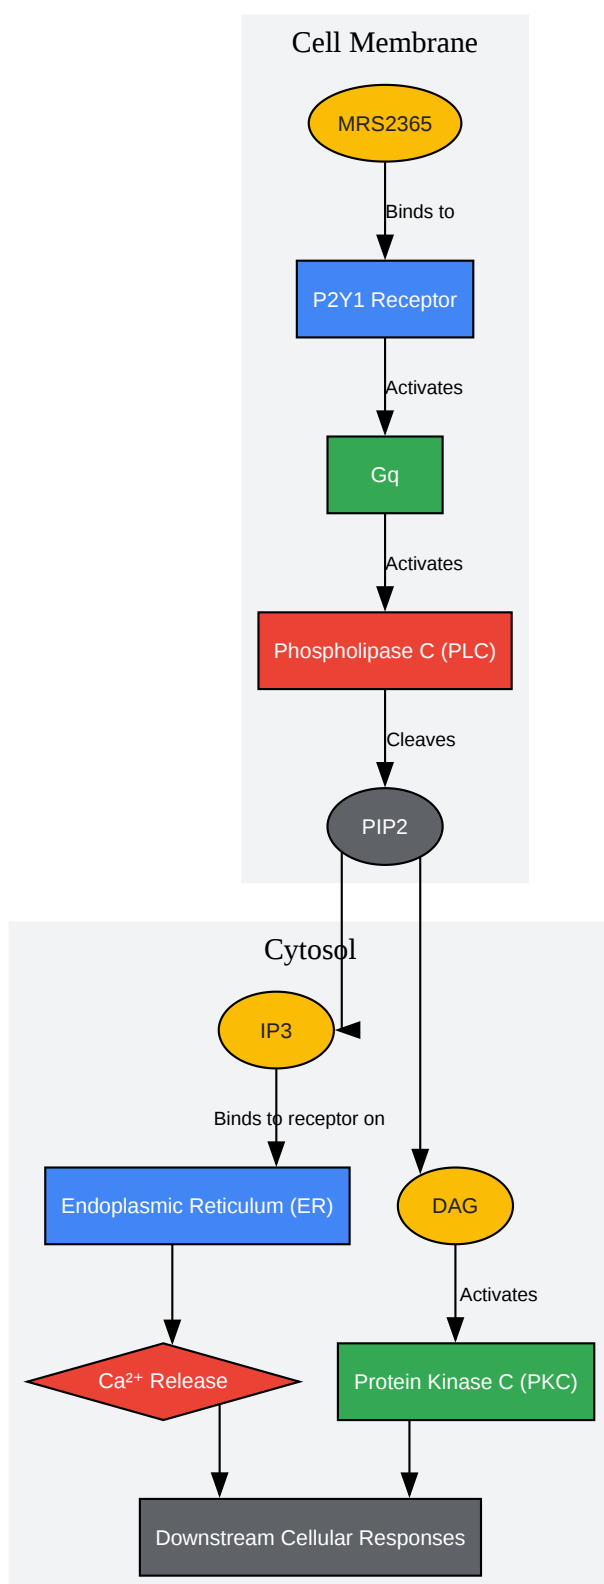 Cell Membrane
MRS2365
Binds to
P2Y1 Receptor
Activates
Gq
Activates
Phospholipase C (PLC)
Cleaves
PIP2
Cytosol
IP3
Binds to receptor on
Endoplasmic Reticulum (ER)
DAG
Activates
Ca²⁺ Release
Protein Kinase C (PKC)
Downstream Cellular Responses